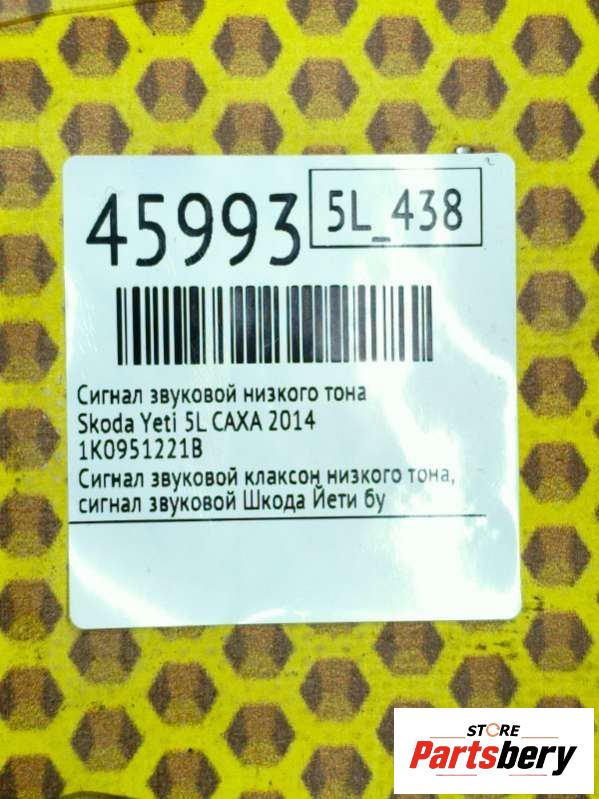 45993
5L_438
Сигнал звуковой низкого тона
Skoda Yeti 5L CAXA 2014
1K0951221B
Сигнал звуковой клаксон низкого тона,
сигнал звуковой Шкода Йети бу
STORE
Partsbery